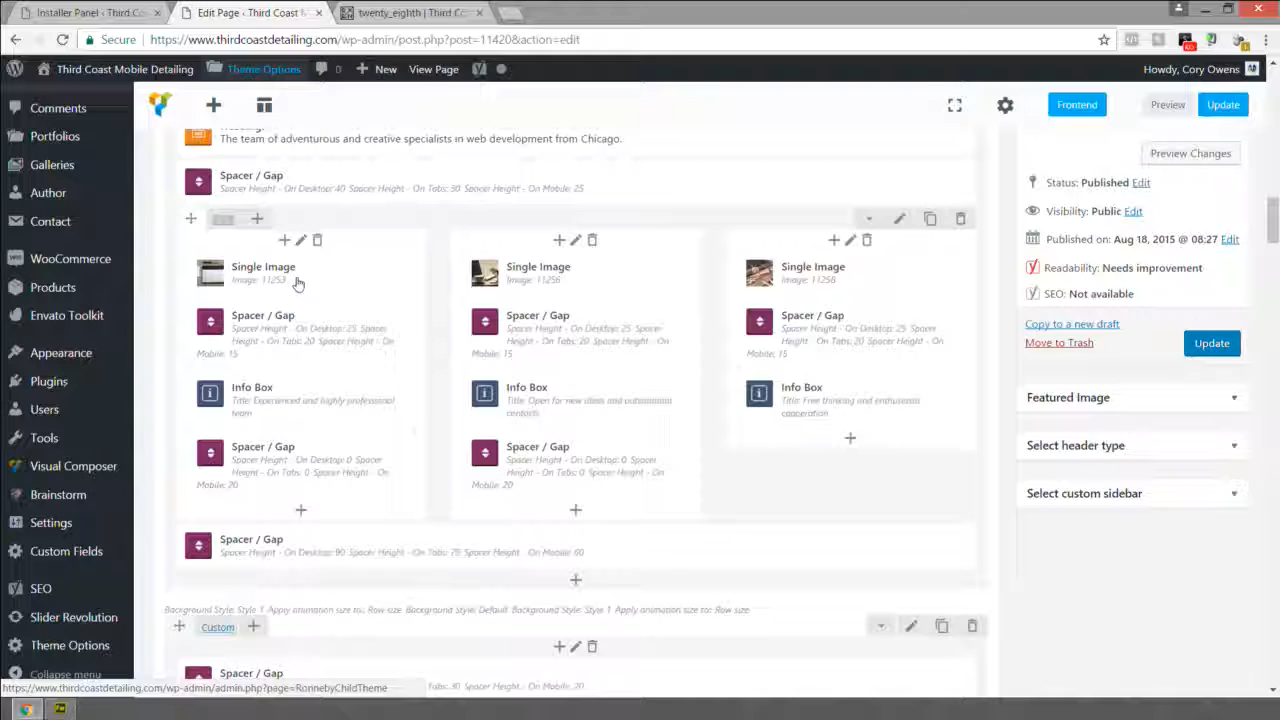 Installer Panel ‹ Third Co
Edit Page ‹ Third Coast M
twenty_eighth | Third Co
Secure
https://www.thirdcoastdetailing.com/wp-admin/post.php?post=11420&action=edit
Third Coast Mobile Detailing
Theme Options
0
New
View Page
Howdy, Cory Owens
Comments
Portfolios
Galleries
Author
Contact
WooCommerce
Products
Envato Toolkit
Appearance
Plugins
Users
Tools
Visual Composer
Brainstorm
Settings
Custom Fields
SEO
Slider Revolution
Theme Options
Collapse menu
Frontend
Preview
Update
The team of adventurous and creative specialists in web development from Chicago.
Spacer / Gap
Spacer Height - On Desktop: 40 Spacer Height - On Tabs: 30 Spacer Height - On Mobile: 25
Single Image
Image: 11253
Spacer / Gap
Spacer Height - On Desktop: 25 Spacer
Height - On Tabs: 20 Spacer Height - On
Mobile: 15
Info Box
Title: Experienced and highly professional
team
Spacer / Gap
Spacer Height - On Desktop: 0 Spacer
Height - On Tabs: 0 Spacer Height - On
Mobile: 20
Single Image
Image: 11256
Spacer / Gap
Spacer Height - On Desktop: 25 Spacer
Height - On Tabs: 20 Spacer Height - On
Mobile: 15
Info Box
Title: Open for new ideas and
contacts
Spacer / Gap
Spacer Height - On Desktop: 0 Spacer
Height - On Tabs: 0 Spacer Height - On
Mobile: 20
Single Image
Image: 11258
Spacer / Gap
Spacer Height - On Desktop: 25 Spacer
Height - On Tabs: 20 Spacer Height - On
Mobile: 15
Info Box
Title: Free thinking and enthusiasts
cooperation
Spacer / Gap
Spacer Height - On Desktop: 90 Spacer Height - On Tabs: 75 Spacer Height - On Mobile: 60
Background Style: Style 1 Apply animation size to: Row size Background Style: Default Background Style: Style 1 Apply animation size to: Row size
Custom
Spacer / Gap
Tabs: 30 Spacer Height - On Mobile: 20
Preview Changes
Status: Published Edit
Visibility: Public Edit
Published on: Aug 18, 2015 @ 08:27 Edit
Readability: Needs improvement
SEO: Not available
Copy to a new draft
Move to Trash
Update
Featured Image
Select header type
Select custom sidebar
https://www.thirdcoastdetailing.com/wp-admin/admin.php?page=RonnebyChildTheme